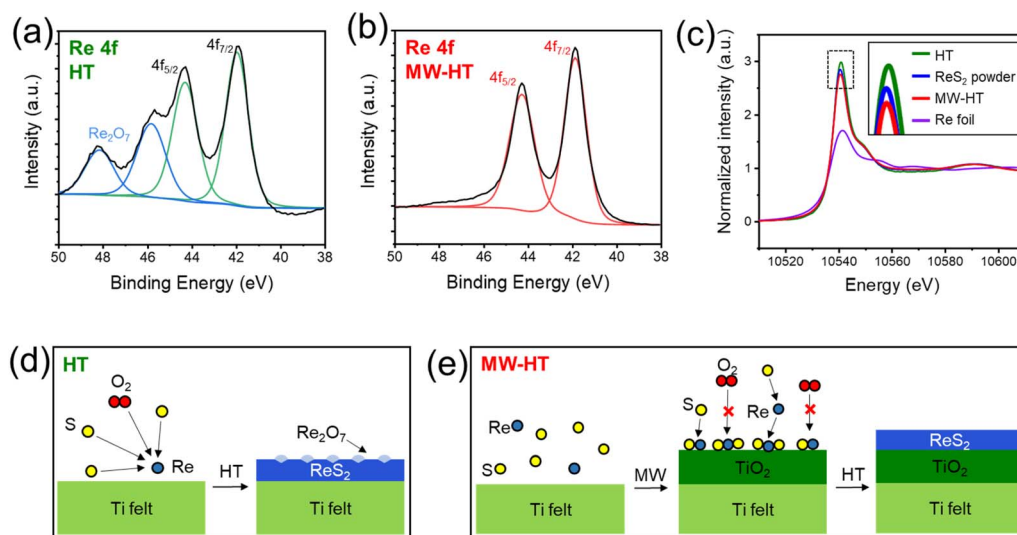 (a)
Re 4f
HT
4f7/2
4f5/2
Re2O7
Intensity (a.u.)
50 48 46 44 42 40 38
Binding Energy (eV)
(b)
Re 4f
MW-HT
4f7/2
4f5/2
Intensity (a.u.)
50 48 46 44 42 40 38
Binding Energy (eV)
(c)
HT
ReS2 powder
MW-HT
Re foil
Normalized intensity (a.u.)
3
2
1
0
10520 10540 10560 10580 10600
Energy (eV)
(d)
HT
O2
S
Re
Ti felt
HT
Re2O7
ReS2
Ti felt
(e)
MW-HT
Re
S
Ti felt
MW
O2
S
Re
TiO2
Ti felt
HT
ReS2
TiO2
Ti felt